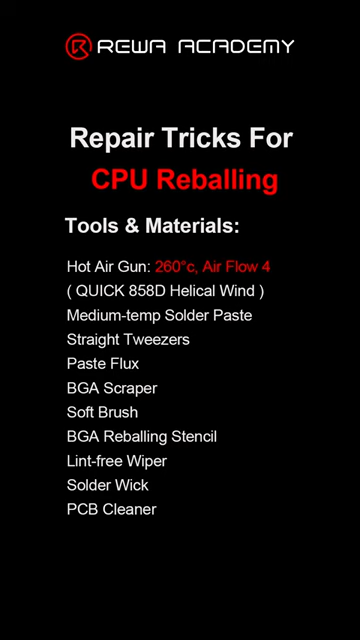 REWA ACADEMY
Repair Tricks For
CPU Reballing
Tools & Materials:
Hot Air Gun: 260°c, Air Flow 4
( QUICK 858D Helical Wind )
Medium-temp Solder Paste
Straight Tweezers
Paste Flux
BGA Scraper
Soft Brush
BGA Reballing Stencil
Lint-free Wiper
Solder Wick
PCB Cleaner